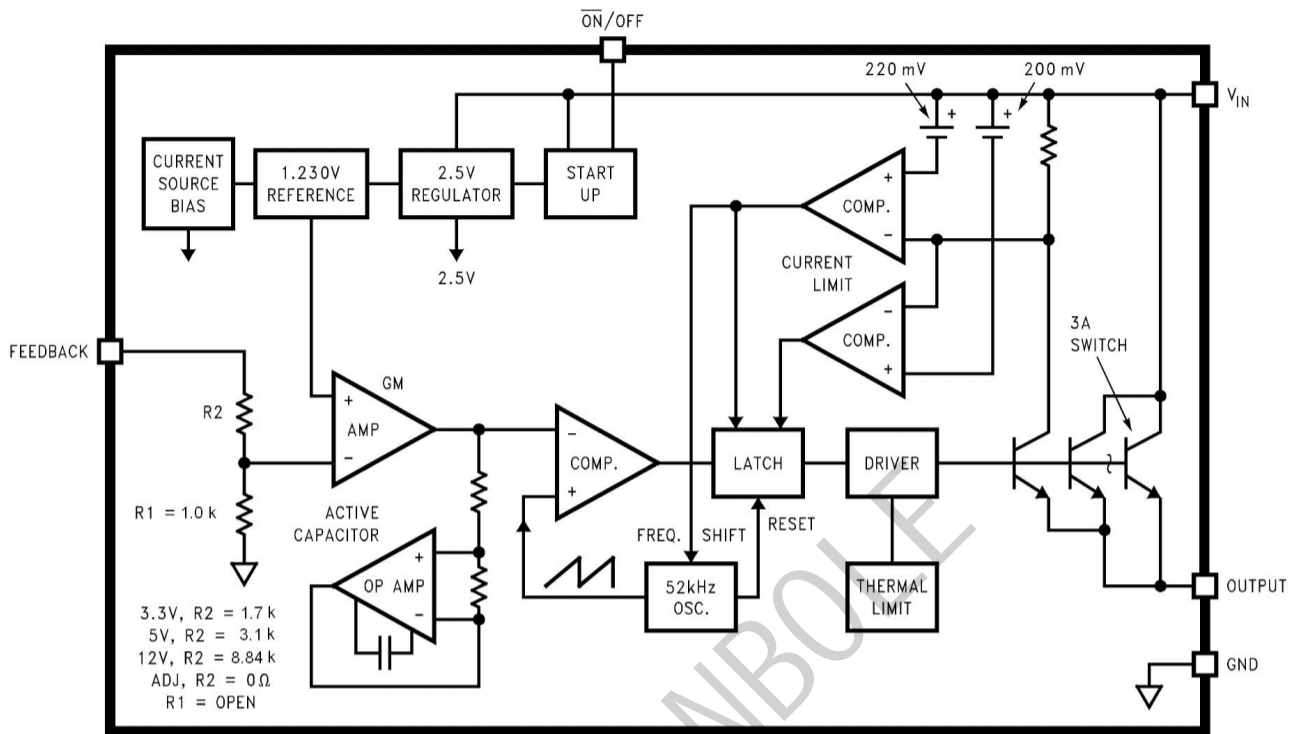 ON/OFF
220 mV
200 mV
+
+
VIN
CURRENT
SOURCE
BIAS
1.230V
REFERENCE
2.5V
REGULATOR
START
UP
+
COMP.
-
2.5V
CURRENT
LIMIT
-
COMP.
+
3A
SWITCH
FEEDBACK
R2
GM
+
AMP
-
-
COMP.
+
LATCH
DRIVER
R1 = 1.0 k
ACTIVE
CAPACITOR
FREQ. SHIFT
RESET
+
OP AMP
-
52kHz
OSC.
THERMAL
LIMIT
OUTPUT
3.3V, R2 = 1.7 k
5V, R2 = 3.1 k
12V, R2 = 8.84 k
ADJ, R2 = 0 Ω
R1 = OPEN
GND
NBOLE